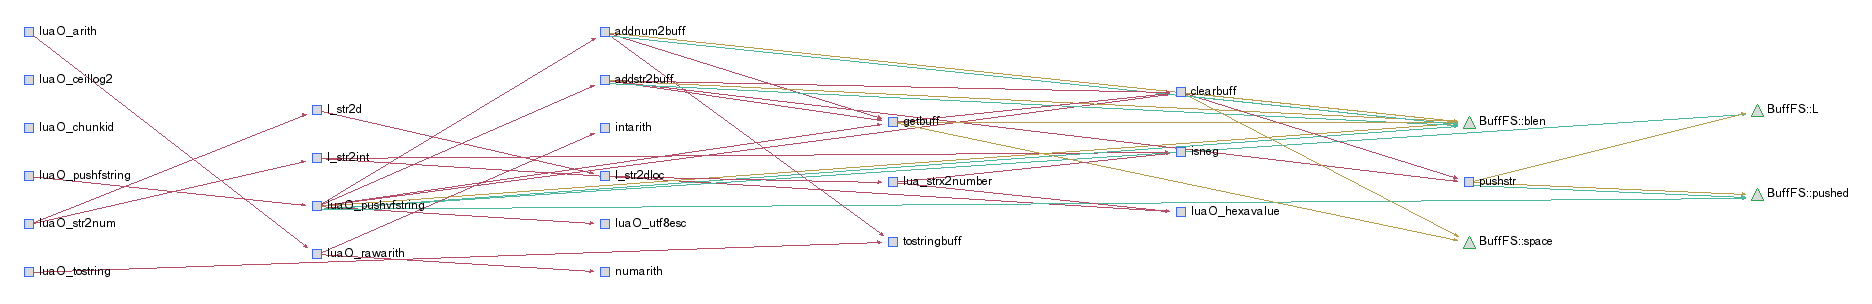 luaO_arith
luaO_ceillog2
luaO_chunkid
luaO_pushfstring
luaO_str2num
luaO_tostring
l_str2d
l_str2int
luaO_pushvfstring
luaO_rawarith
addnum2buff
addstr2buff
intarith
l_str2dloc
luaO_utf8esc
numarith
getbuff
lua_strx2number
tostringbuff
clearbuff
isneg
luaO_hexavalue
BuffFS::blen
pushstr
BuffFS::space
BuffFS::L
BuffFS::pushed